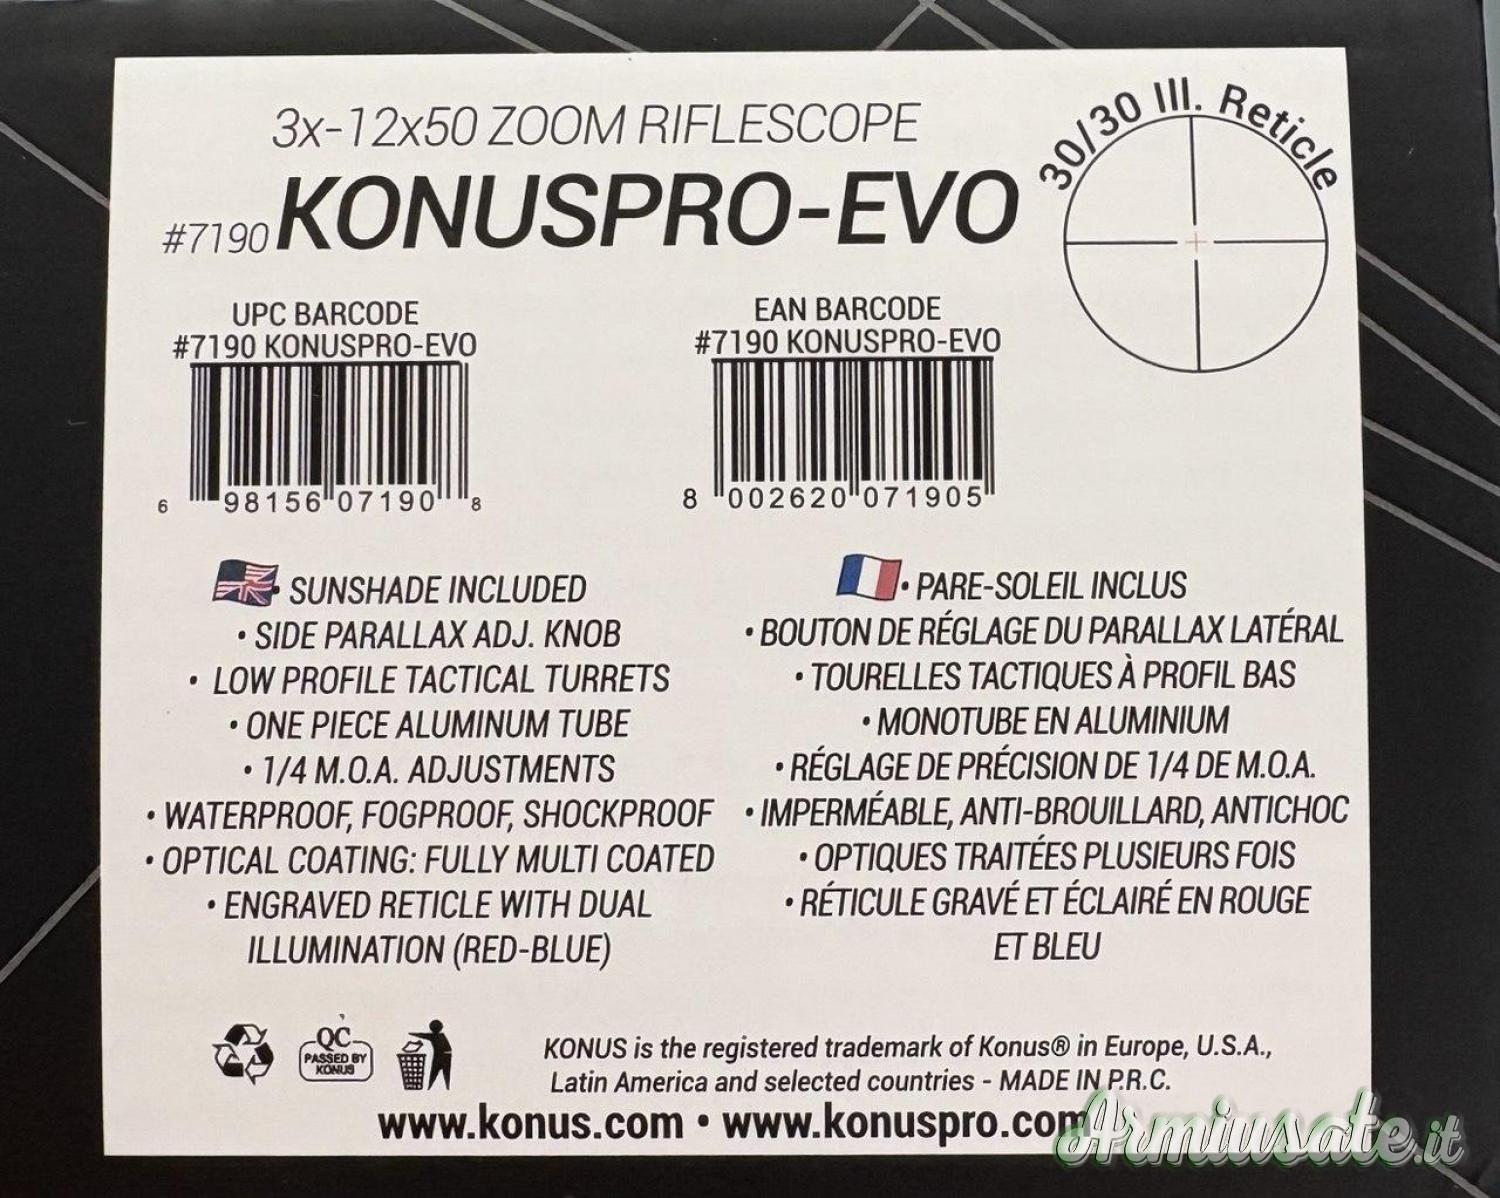 3x-12x50 ZOOM RIFLESCOPE
#7190 KONUSPRO-EVO
30/30 Ill. Reticle
UPC BARCODE
#7190 KONUSPRO-EVO
6 98156 07190 8
EAN BARCODE
#7190 KONUSPRO-EVO
8 002620 071905
• SUNSHADE INCLUDED
• SIDE PARALLAX ADJ. KNOB
• LOW PROFILE TACTICAL TURRETS
• ONE PIECE ALUMINUM TUBE
• 1/4 M.O.A. ADJUSTMENTS
• WATERPROOF, FOGPROOF, SHOCKPROOF
• OPTICAL COATING: FULLY MULTI COATED
• ENGRAVED RETICLE WITH DUAL
ILLUMINATION (RED-BLUE)
• PARE-SOLEIL INCLUS
• BOUTON DE RÉGLAGE DU PARALLAX LATÉRAL
• TOURELLES TACTIQUES À PROFIL BAS
• MONOTUBE EN ALUMINIUM
• RÉGLAGE DE PRÉCISION DE 1/4 DE M.O.A.
• IMPERMÉABLE, ANTI-BROUILLARD, ANTICHOC
• OPTIQUES TRAITÉES PLUSIEURS FOIS
• RÉTICULE GRAVÉ ET ÉCLAIRÉ EN ROUGE
ET BLEU
QC
PASSED BY
KONUS
KONUS is the registered trademark of Konus® in Europe, U.S.A.,
Latin America and selected countries - MADE IN P.R.C.
www.konus.com • www.konuspro.com
Armiusate.it